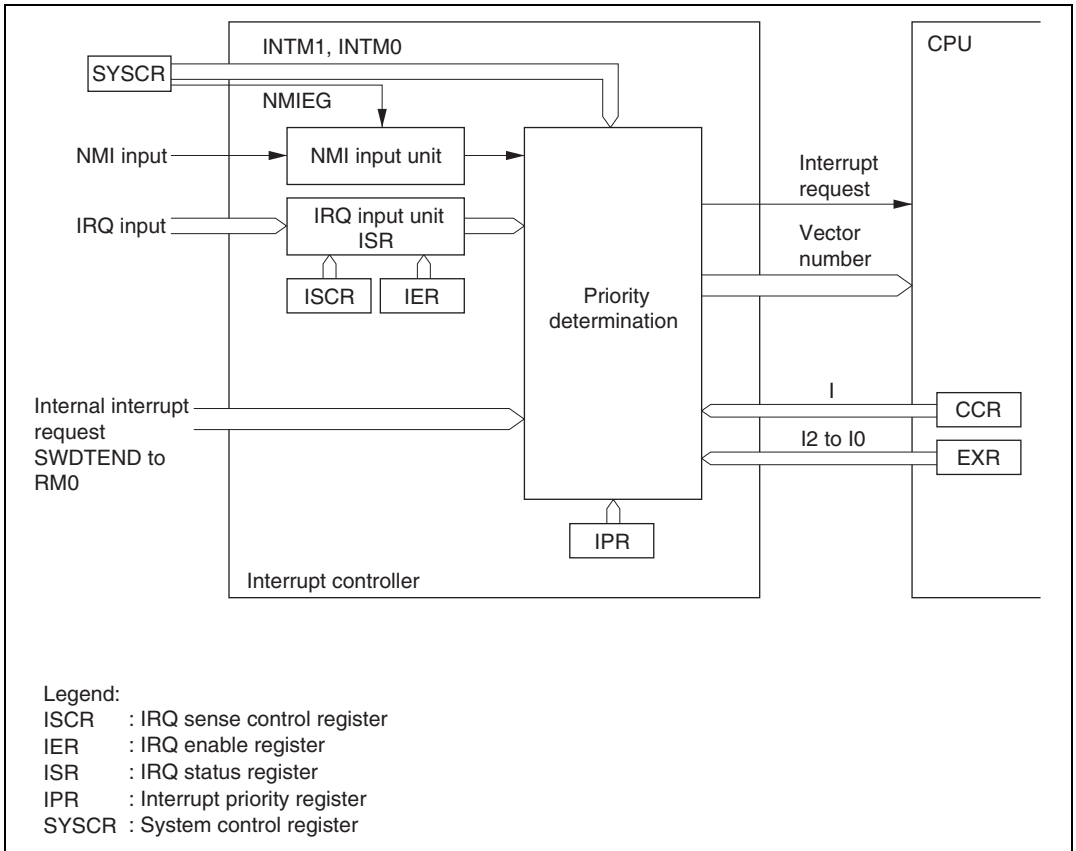 INTM1, INTM0
CPU
SYSCR
NMIEG
NMI input
NMI input unit
Interrupt
request
IRQ input
IRQ input unit
ISR
Vector
number
ISCR
IER
Priority
determination
Internal interrupt
request
SWDTEND to
RM0
I
CCR
I2 to I0
EXR
IPR
Interrupt controller
Legend:
ISCR : IRQ sense control register
IER : IRQ enable register
ISR : IRQ status register
IPR : Interrupt priority register
SYSCR : System control register